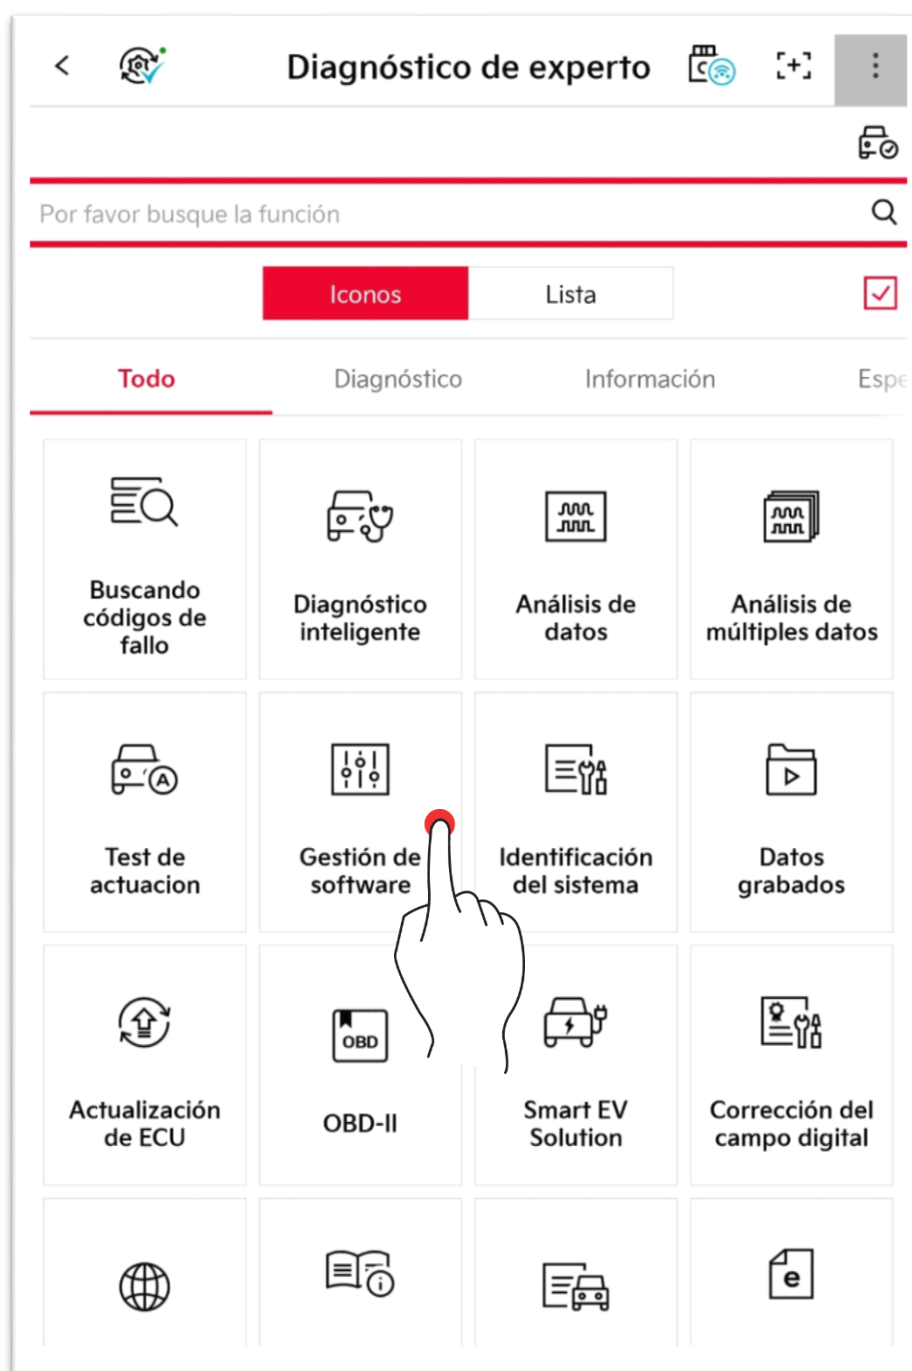 Diagnóstico de experto
Por favor busque la función
Iconos
Lista
Todo
Diagnóstico
Información
Espe
Buscando
códigos de
fallo
Diagnóstico
inteligente
Análisis de
datos
Análisis de
múltiples datos
Test de
actuacion
Gestión de
software
Identificación
del sistema
Datos
grabados
Actualización
de ECU
OBD
OBD-II
Smart EV
Solution
Corrección del
campo digital